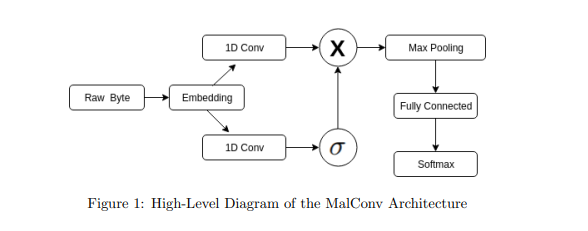 1D Conv
X
Max Pooling
Raw Byte
Embedding
Fully Connected
1D Conv
σ
Softmax
Figure 1: High-Level Diagram of the MalConv Architecture